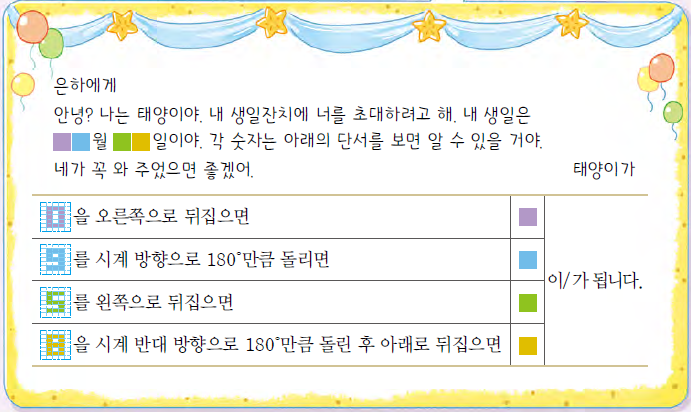 은하에게
안녕? 나는 태양이야. 내 생일잔치에 너를 초대하려고 해. 내 생일은
월 일이야. 각 숫자는 아래의 단서를 보면 알 수 있을 거야.
네가 꼭 와 주었으면 좋겠어. 태양이가
0을 오른쪽으로 뒤집으면
9를 시계 방향으로 180°만큼 돌리면
이/가 됩니다.
5를 왼쪽으로 뒤집으면
8을 시계 반대 방향으로 180°만큼 돌린 후 아래로 뒤집으면